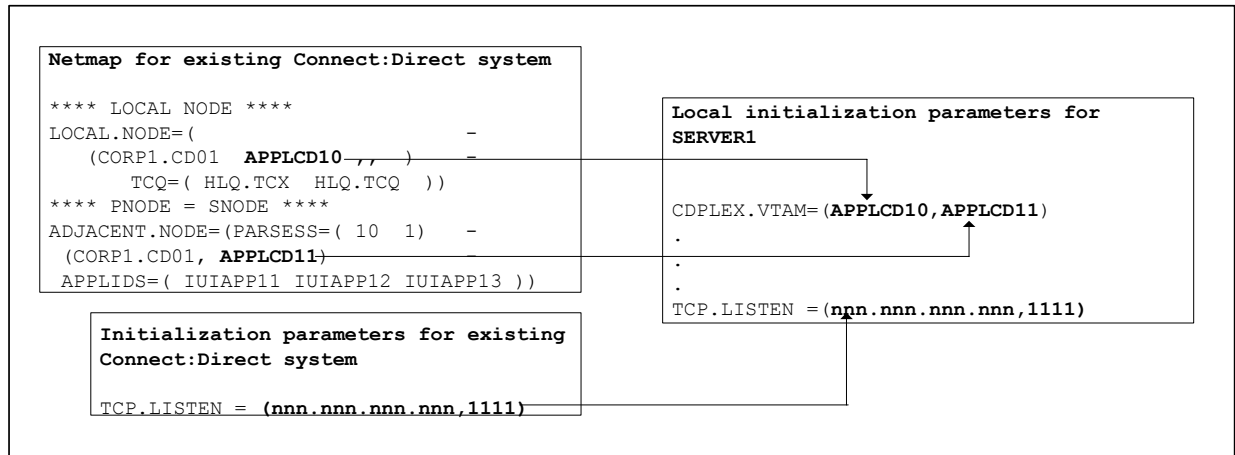 Netmap for existing Connect:Direct system
**** LOCAL NODE ****
LOCAL.NODE=( -
(CORP1.CD01 APPLCD10 ,, ) -
TCQ=( HLQ.TCX HLQ.TCQ ))
**** PNODE = SNODE ****
ADJACENT.NODE=(PARSESS=( 10 1) -
(CORP1.CD01, APPLCD11) -
APPLIDS=( IUIAPP11 IUIAPP12 IUIAPP13 ))
Initialization parameters for existing
Connect:Direct system
TCP.LISTEN = (nnn.nnn.nnn.nnn,1111)
Local initialization parameters for
SERVER1
CDPLEX.VTAM=(APPLCD10,APPLCD11)
.
.
.
TCP.LISTEN =(nnn.nnn.nnn.nnn,1111)